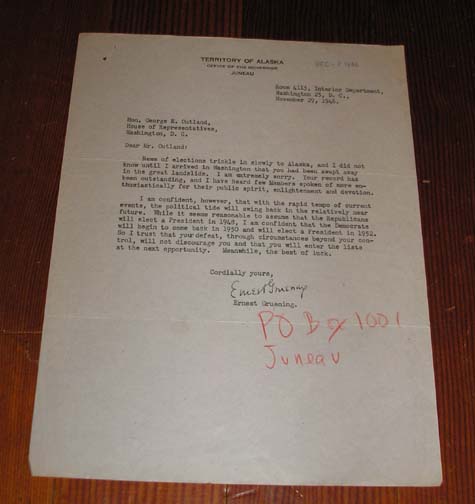 TERRITORY OF ALASKA
OFFICE OF THE GOVERNOR
JUNEAU
DEC - 1946
Room 4115, Interior Department,
Washington 25, D. C.,
November 29, 1946.
Hon. George E. Outland,
House of Representatives,
Washington, D. C.
Dear Mr. Outland:
News of elections trickle in slowly to Alaska, and I did not
know until I arrived in Washington that you had been swept away
in the great landslide. I am extremely sorry. Your record has
been outstanding, and I have heard few Members spoken of more en-
thusiastically for their public spirit, enlightenment and devotion.
I am confident, however, that with the rapid tempo of current
events, the political tide will swing back in the relatively near
future. While it seems reasonable to assume that the Republicans
will elect a President in 1948, I am confident that the Democrats
will begin to come back in 1950 and will elect a President in 1952.
So I trust that your defeat, through circumstances beyond your con-
trol, will not discourage you and that you will enter the lists
at the next opportunity. Meanwhile, the best of luck.
Cordially yours,
Ernest Gruening
Ernest Gruening.
PO Box 1001
Juneau